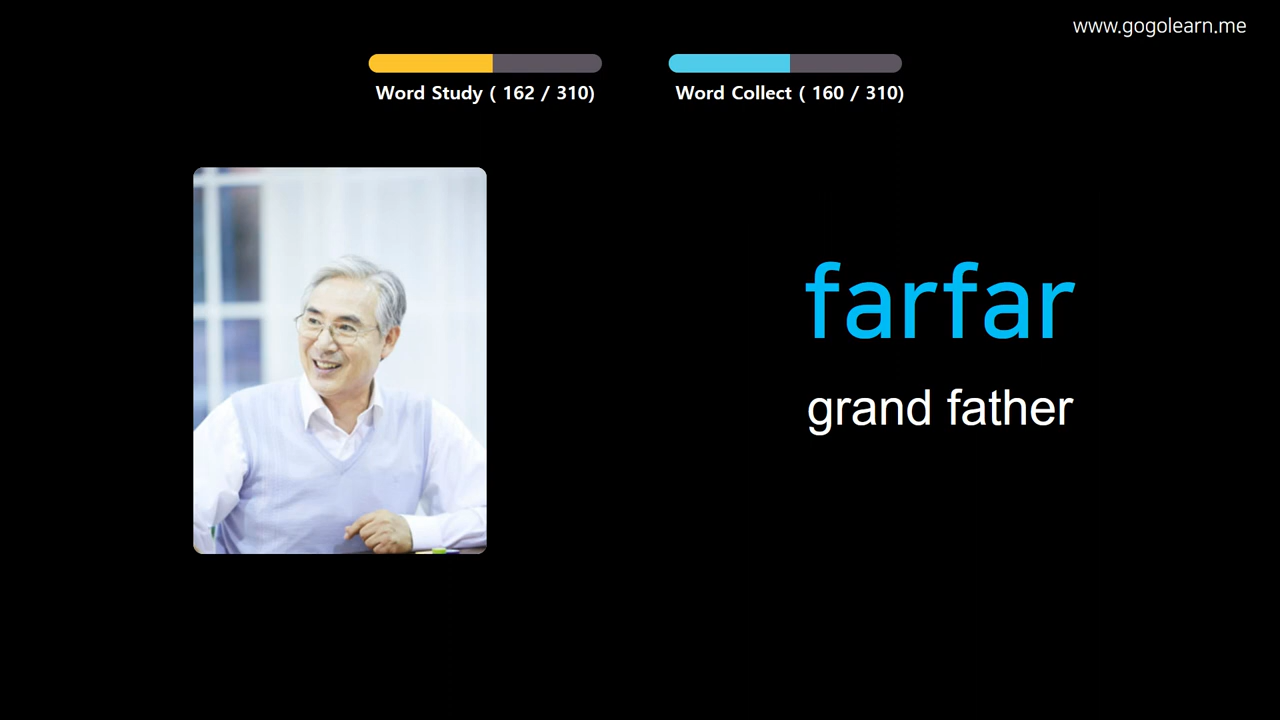 www.gogolearn.me
Word Study ( 162 / 310)
Word Collect ( 160 / 310)
farfar
grand father